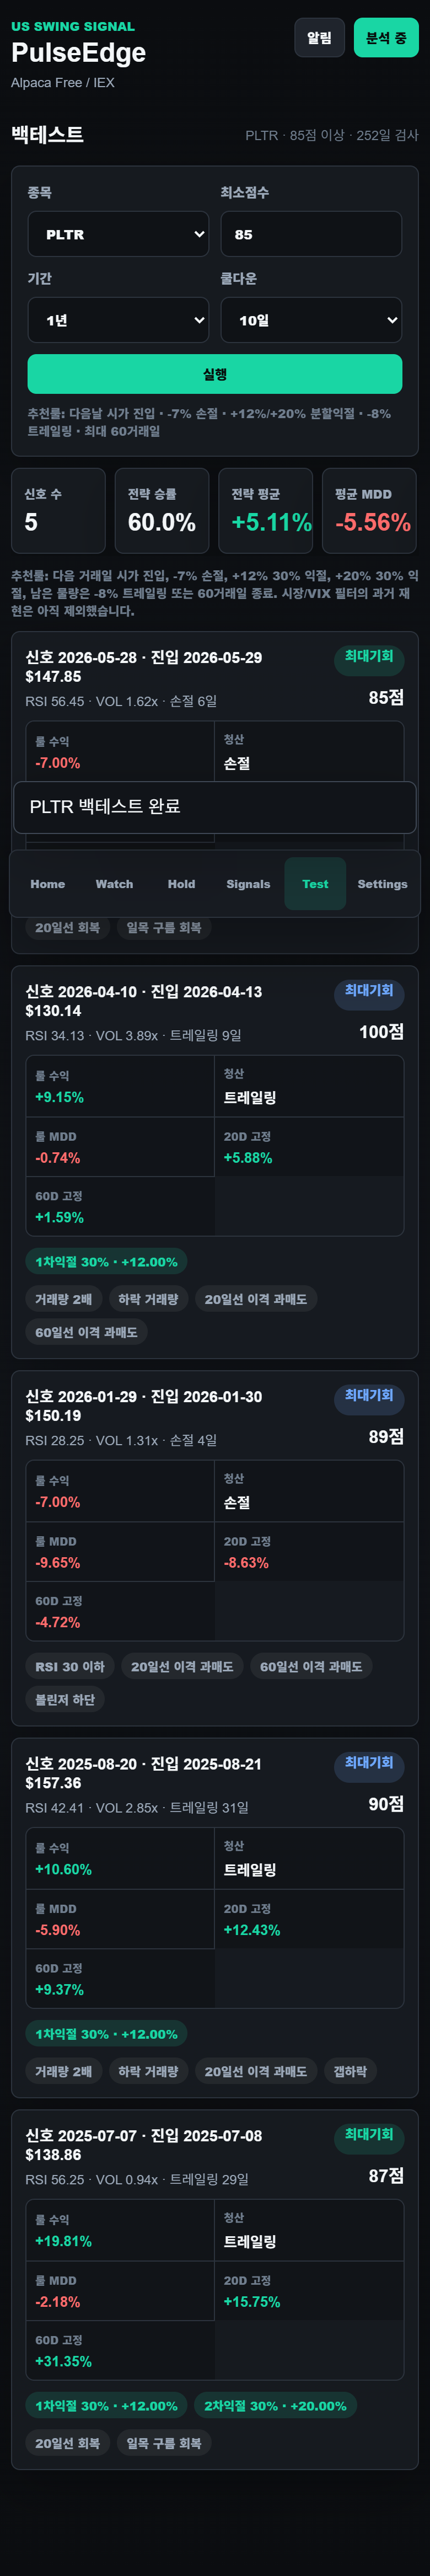 US SWING SIGNAL
PulseEdge
Alpaca Free / IEX
알림
분석 중
백테스트
PLTR · 85점 이상 · 252일 검사
종목
최소점수
PLTR
85
기간
쿨다운
1년
10일
실행
추천룰: 다음날 시가 진입 · -7% 손절 · +12%/+20% 분할익절 · -8%
트레일링 · 최대 60거래일
신호 수
5
전략 승률
60.0%
전략 평균
+5.11%
평균 MDD
-5.56%
추천룰: 다음 거래일 시가 진입, -7% 손절, +12% 30% 익절, +20% 30% 익
절, 남은 물량은 -8% 트레일링 또는 60거래일 종료. 시장/VIX 필터의 과거 재
현은 아직 제외했습니다.
신호 2026-05-28 · 진입 2026-05-29
$147.85
최대기회
RSI 56.45 · VOL 1.62x · 손절 6일
85점
룰 수익
-7.00%
청산
손절
PLTR 백테스트 완료
Home
Watch
Hold
Signals
Test
Settings
20일선 회복
일목 구름 회복
신호 2026-04-10 · 진입 2026-04-13
$130.14
최대기회
RSI 34.13 · VOL 3.89x · 트레일링 9일
100점
룰 수익
+9.15%
청산
트레일링
룰 MDD
-0.74%
20D 고정
+5.88%
60D 고정
+1.59%
1차익절 30% · +12.00%
거래량 2배
하락 거래량
20일선 이격 과매도
60일선 이격 과매도
신호 2026-01-29 · 진입 2026-01-30
$150.19
최대기회
RSI 28.25 · VOL 1.31x · 손절 4일
89점
룰 수익
-7.00%
청산
손절
룰 MDD
-9.65%
20D 고정
-8.63%
60D 고정
-4.72%
RSI 30 이하
20일선 이격 과매도
60일선 이격 과매도
볼린저 하단
신호 2025-08-20 · 진입 2025-08-21
$157.36
최대기회
RSI 42.41 · VOL 2.85x · 트레일링 31일
90점
룰 수익
+10.60%
청산
트레일링
룰 MDD
-5.90%
20D 고정
+12.43%
60D 고정
+9.37%
1차익절 30% · +12.00%
거래량 2배
하락 거래량
20일선 이격 과매도
갭하락
신호 2025-07-07 · 진입 2025-07-08
$138.86
최대기회
RSI 56.25 · VOL 0.94x · 트레일링 29일
87점
룰 수익
+19.81%
청산
트레일링
룰 MDD
-2.18%
20D 고정
+15.75%
60D 고정
+31.35%
1차익절 30% · +12.00%
2차익절 30% · +20.00%
20일선 회복
일목 구름 회복